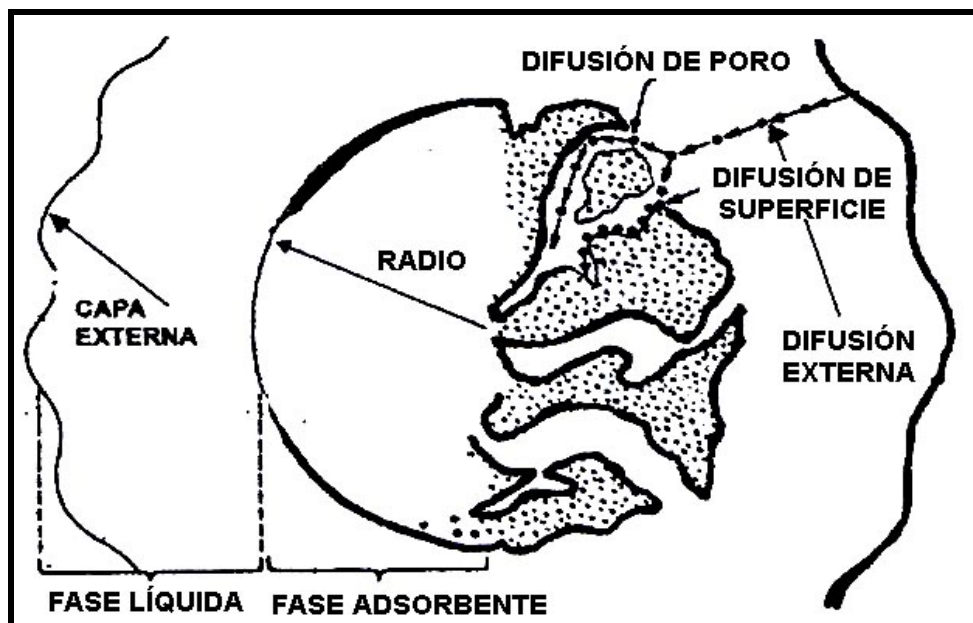 DIFUSIÓN DE PORO
DIFUSIÓN DE
SUPERFICIE
RADIO
CAPA
EXTERNA
DIFUSIÓN
EXTERNA
FASE LÍQUIDA
FASE ADSORBENTE